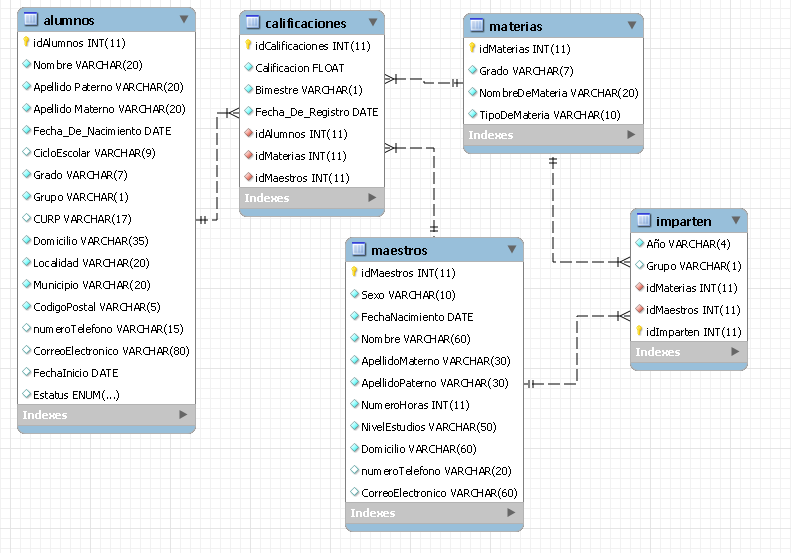 alumnos
idAlumnos INT(11)
Nombre VARCHAR(20)
Apellido Paterno VARCHAR(20)
Apellido Materno VARCHAR(20)
Fecha_De_Nacimiento DATE
CicloEscolar VARCHAR(9)
Grado VARCHAR(7)
Grupo VARCHAR(1)
CURP VARCHAR(17)
Domicilio VARCHAR(35)
Localidad VARCHAR(20)
Municipio VARCHAR(20)
CodigoPostal VARCHAR(5)
numeroTelefono VARCHAR(15)
CorreoElectronico VARCHAR(80)
FechaInicio DATE
Estatus ENUM(...)
Indexes
calificaciones
idCalificaciones INT(11)
Calificacion FLOAT
Bimestre VARCHAR(1)
Fecha_De_Registro DATE
idAlumnos INT(11)
idMaterias INT(11)
idMaestros INT(11)
Indexes
materias
idMaterias INT(11)
Grado VARCHAR(7)
NombreDeMateria VARCHAR(20)
TipoDeMateria VARCHAR(10)
Indexes
maestros
idMaestros INT(11)
Sexo VARCHAR(10)
FechaNacimiento DATE
Nombre VARCHAR(60)
ApellidoMaterno VARCHAR(30)
ApellidoPaterno VARCHAR(30)
NumeroHoras INT(11)
NivelEstudios VARCHAR(50)
Domicilio VARCHAR(60)
numeroTelefono VARCHAR(20)
CorreoElectronico VARCHAR(60)
Indexes
imparten
Año VARCHAR(4)
Grupo VARCHAR(1)
idMaterias INT(11)
idMaestros INT(11)
idImparten INT(11)
Indexes